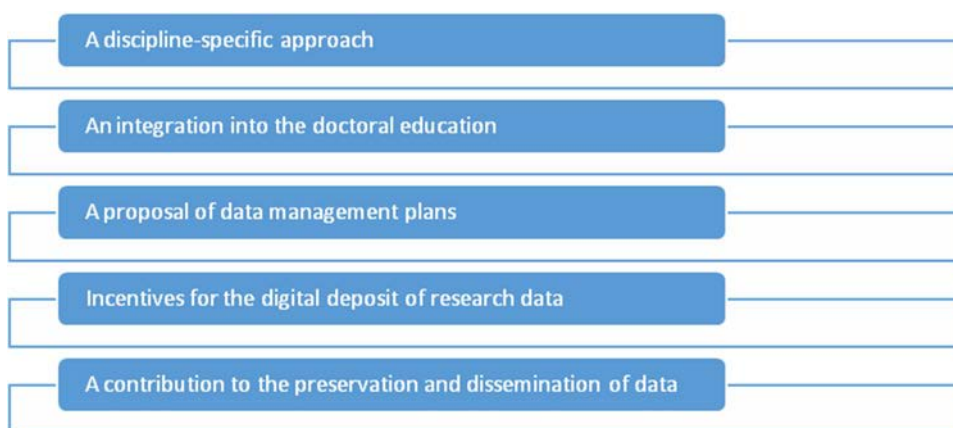 A discipline-specific approach
An integration into the doctoral education
A proposal of data management plans
Incentives for the digital deposit of research data
A contribution to the preservation and dissemination of data